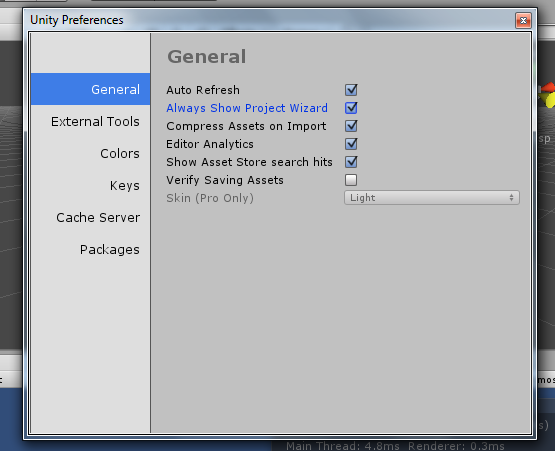 Unity Preferences
General
General
External Tools
Colors
Keys
Cache Server
Packages
Auto Refresh
Always Show Project Wizard
Compress Assets on Import
Editor Analytics
Show Asset Store search hits
Verify Saving Assets
Skin (Pro Only) Light
Main Thread: 4.8ms Renderer: 0.3ms